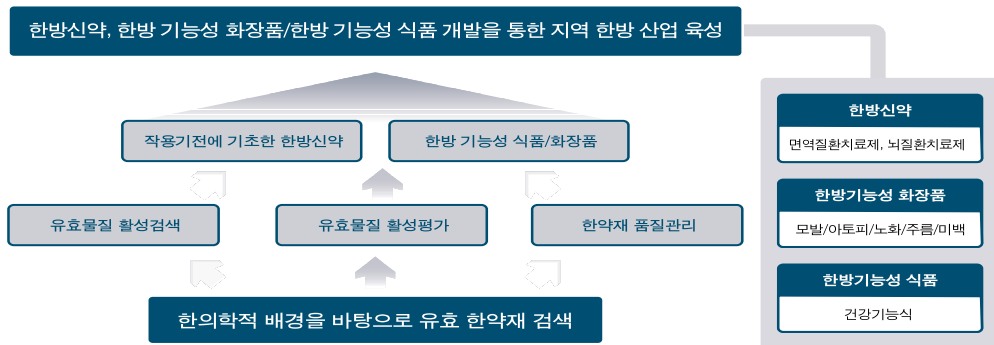 한방신약, 한방 기능성 화장품/한방 기능성 식품 개발을 통한 지역 한방 산업 육성
작용기전에 기초한 한방신약
한방 기능성 식품/화장품
유효물질 활성검색
유효물질 활성평가
한약재 품질관리
한의학적 배경을 바탕으로 유효 한약재 검색
한방신약
면역질환치료제, 뇌질환치료제
한방기능성 화장품
모발/아토피/노화/주름/미백
한방기능성 식품
건강기능식